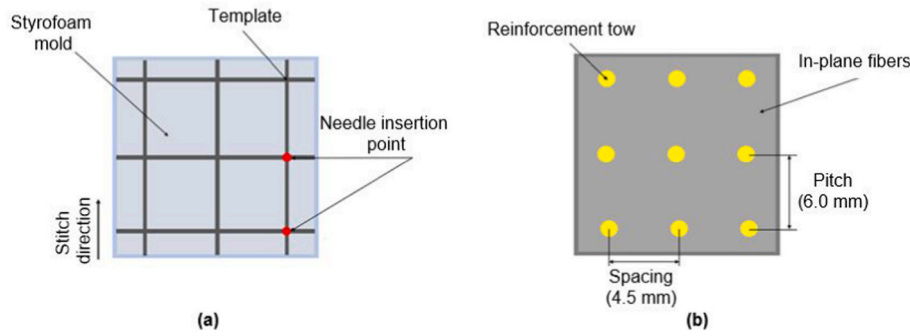 Styrofoam
mold
Template
Needle insertion
point
Stitch
direction
(a)
Reinforcement tow
In-plane fibers
Pitch
(6.0 mm)
Spacing
(4.5 mm)
(b)